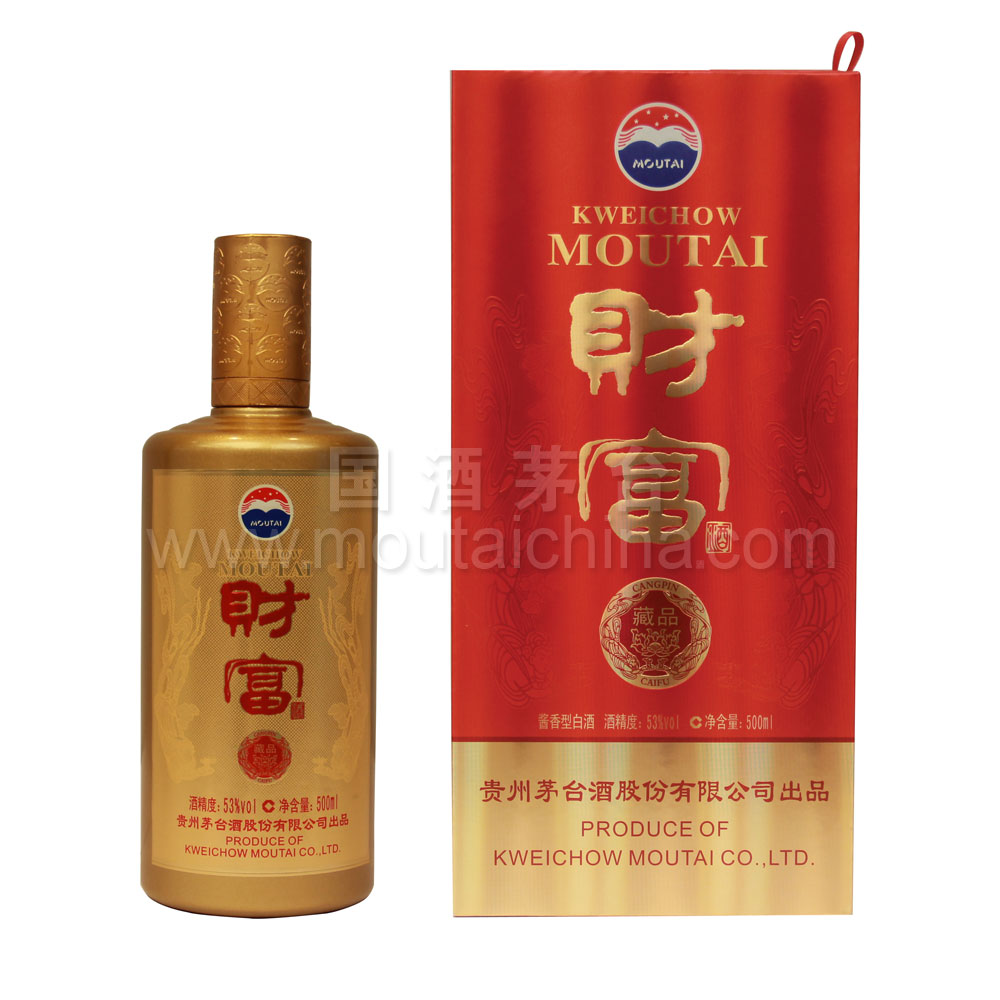 MOUTAI
KWEICHOW
MOUTAI
財
富
酒
CANGPIN
藏品
CAIFU
酱香型白酒 酒精度：53%vol 净含量：500ml
贵州茅台酒股份有限公司出品
PRODUCE OF
KWEICHOW MOUTAI CO.,LTD.
MOUTAI
KWEICHOW
MOUTAI
財
富
藏品
酒精度：53%vol 净含量：500ml
贵州茅台酒股份有限公司出品
PRODUCE OF
KWEICHOW MOUTAI CO.,LTD.
国酒茅台
www.moutaichina.com